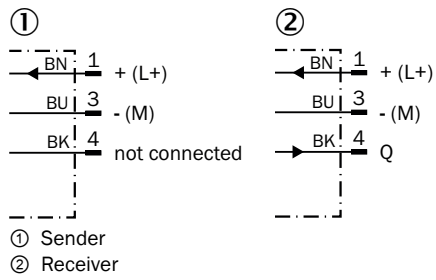 ① ②
BN 1 + (L+) BN 1 + (L+)
BU 3 - (M) BU 3 - (M)
BK 4 not connected BK 4 Q
① Sender
② Receiver